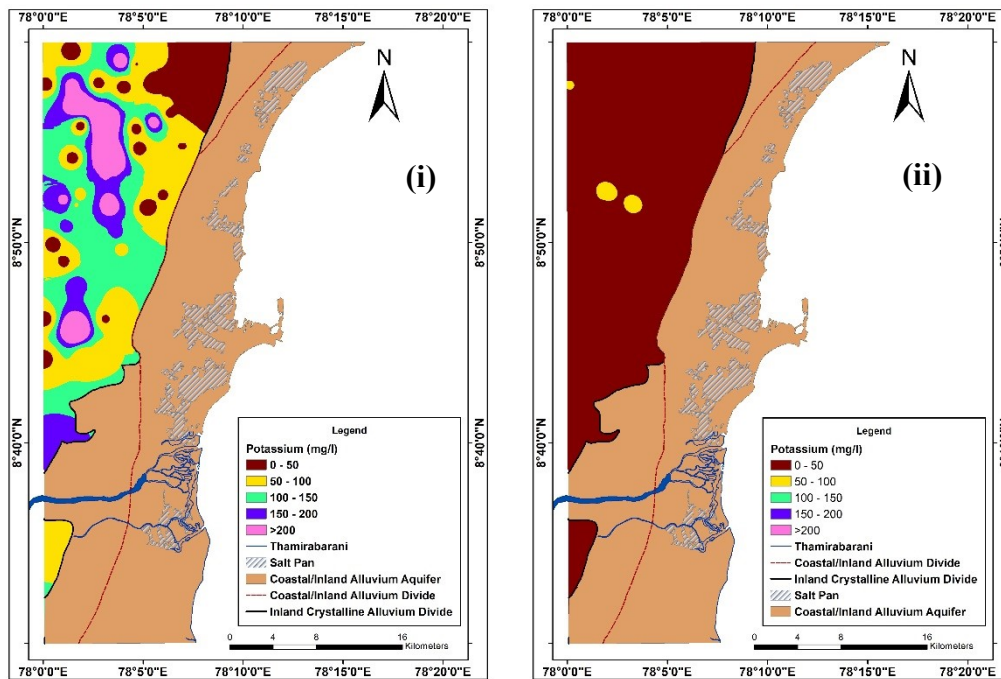 78°0'0"E 78°5'0"E 78°10'0"E 78°15'0"E 78°20'0"E
N
(i)
8°50'0"N
8°50'0"N
8°40'0"N
8°40'0"N
Legend
Potassium (mg/l)
0 - 50
50 - 100
100 - 150
150 - 200
>200
Thamirabarani
Salt Pan
Coastal/Inland Alluvium Aquifer
Coastal/Inland Alluvium Divide
Inland Crystalline Alluvium Divide
0 4 8 16
Kilometers
78°0'0"E 78°5'0"E 78°10'0"E 78°15'0"E 78°20'0"E
78°0'0"E 78°5'0"E 78°10'0"E 78°15'0"E 78°20'0"E
N
(ii)
8°50'0"N
8°40'0"N
Legend
Potassium (mg/l)
0 - 50
50 - 100
100 - 150
150 - 200
>200
Thamirabarani
Coastal/Inland Alluvium Divide
Inland Crystalline Alluvium Divide
Salt Pan
Coastal/Inland Alluvium Aquifer
0 4 8 16
Kilometers
78°0'0"E 78°5'0"E 78°10'0"E 78°15'0"E 78°20'0"E